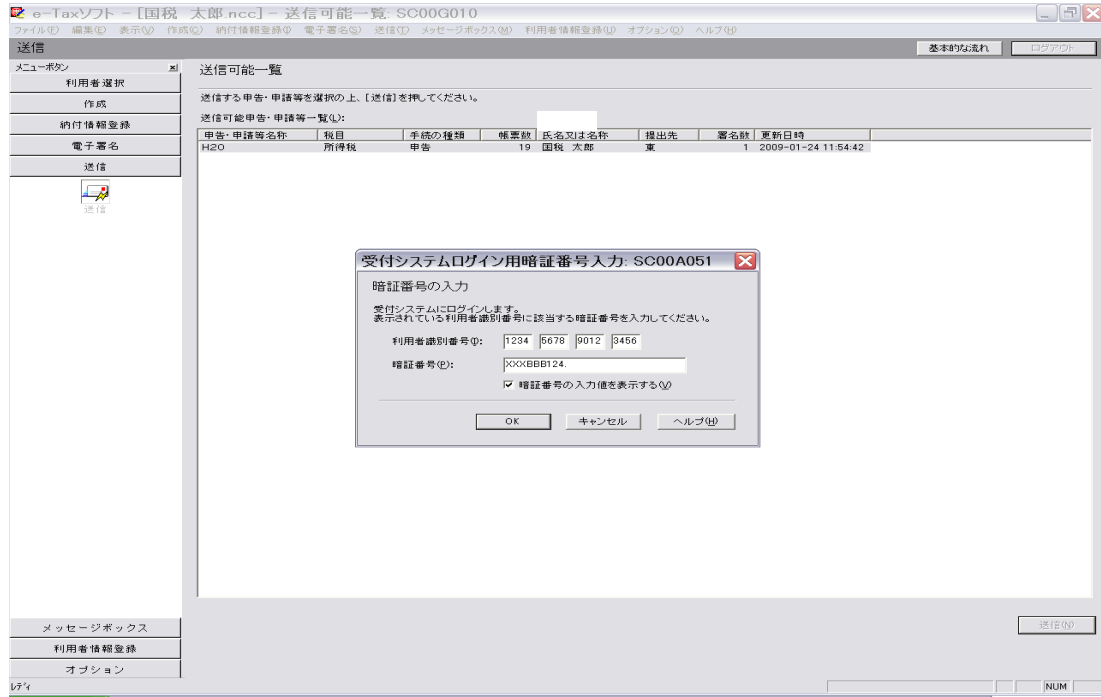 e-Taxソフト - [国税 太郎.ncc] - 送信可能一覧: SC00G010
ファイル(F) 編集(E) 表示(V) 作成(C) 納付情報登録(I) 電子署名(S) 送信(T) メッセージボックス(M) 利用者情報登録(U) オプション(O) ヘルプ(H)
送信 基本的な流れ ログアウト
メニューボタン x
利用者選択
作成
納付情報登録
電子署名
送信
送信
送信可能一覧
送信する申告・申請等を選択の上、[送信]を押してください。
送信可能申告・申請等一覧(L):
申告・申請等名称 税目 手続の種類 帳票数 氏名又は名称 提出先 署名数 更新日時
H20 所得税 申告 19 国税 太郎 東 1 2009-01-24 11:54:42
受付システムログイン用暗証番号入力: SC00A051
暗証番号の入力
受付システムにログインします。
表示されている利用者識別番号に該当する暗証番号を入力してください。
利用者識別番号(I): 1234 5678 9012 3456
暗証番号(P): XXXBBB124.
暗証番号の入力値を表示する(V)
OK キャンセル ヘルプ(H)
送信(N)
メッセージボックス
利用者情報登録
オプション
レディ NUM